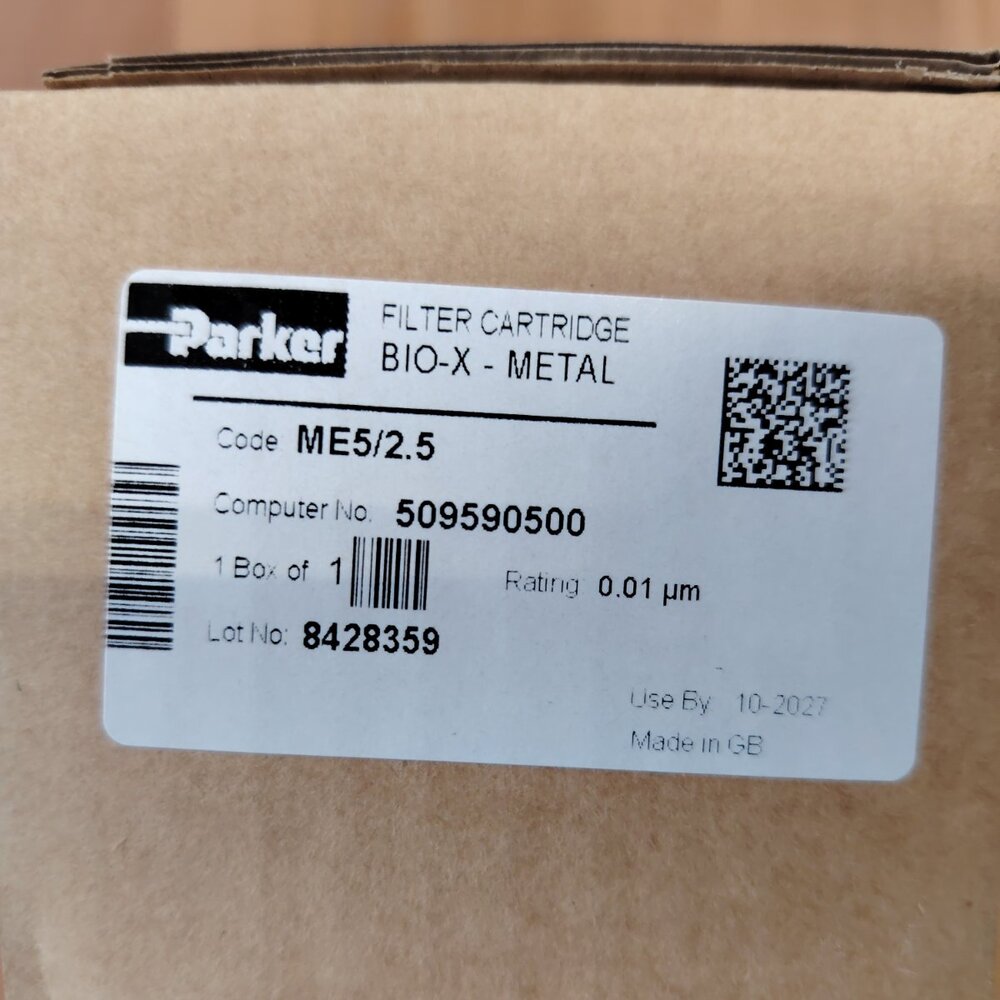 Parker
FILTER CARTRIDGE
BIO-X - METAL
Code ME5/2.5
Computer No. 509590500
1 Box of 1
Rating 0.01 µm
Lot No: 8428359
Use By 10-2027
Made in GB